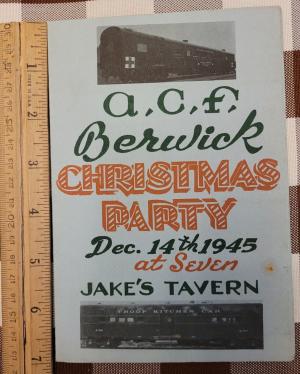 a.c.f.
Berwick
CHRISTMAS
PARTY
Dec. 14th 1945
at Seven
JAKE'S TAVERN
TROOP KITCHEN CAR
1
2
3
4
5
6
7